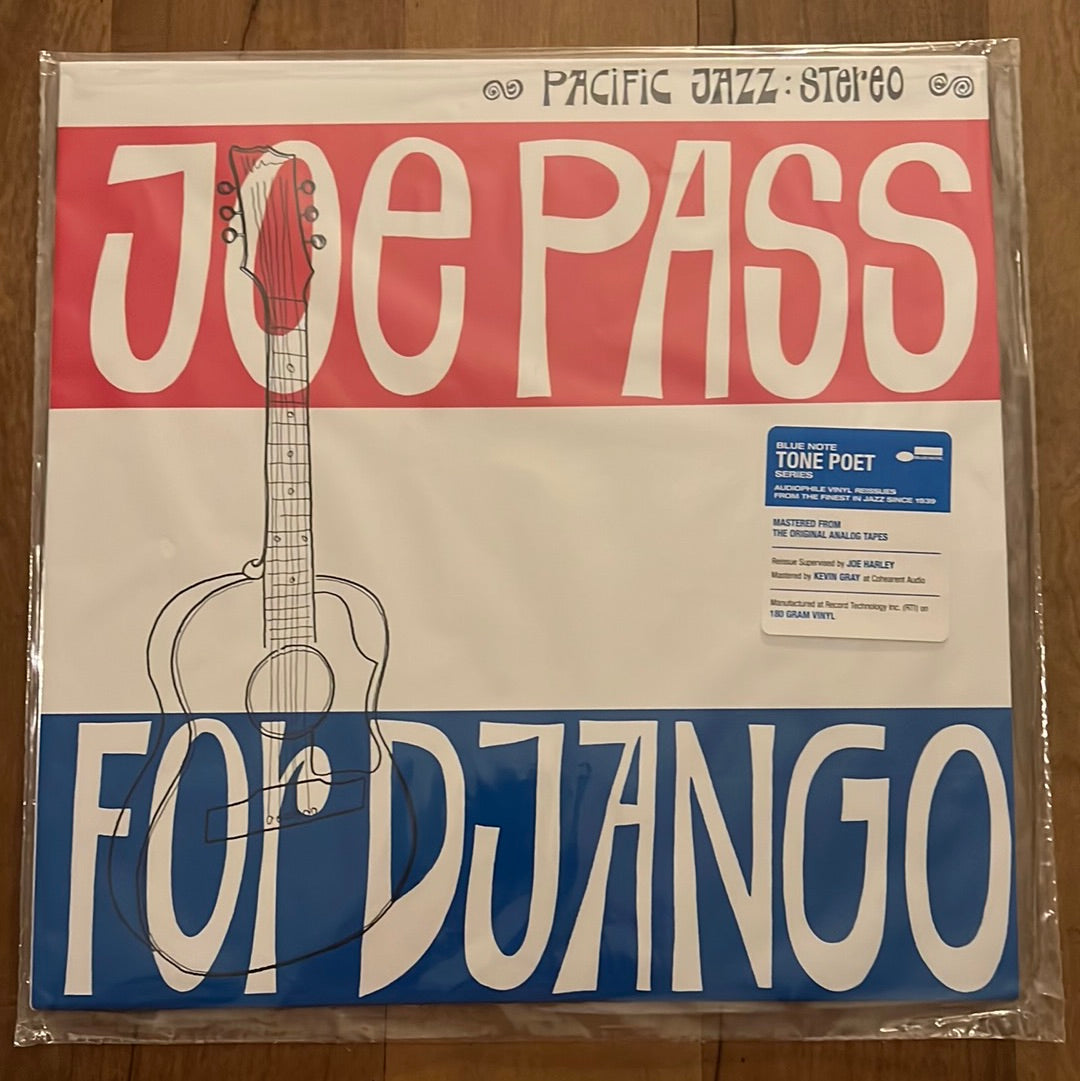 PACIFIC JAZZ: STEREO
JOE PASS
BLUE NOTE
TONE POET
SERIES
AUDIOPHILE VINYL REISSUES
FROM THE FINEST IN JAZZ SINCE 1939
MASTERED FROM
THE ORIGINAL ANALOG TAPES
Reissue Supervised by JOE HARLEY
Mastered by KEVIN GRAY at Cohearent Audio
Manufactured at Record Technology Inc. (RTI) on
180 GRAM VINYL
FOR DJANGO